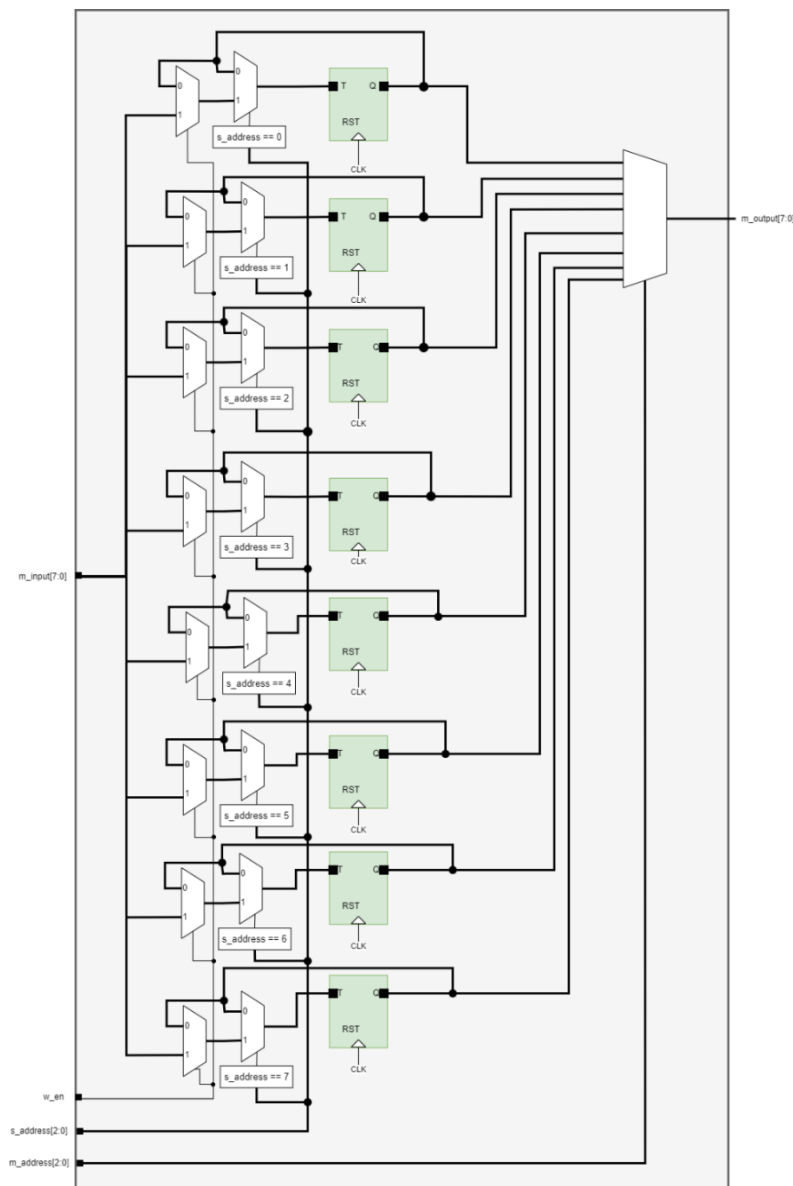 0
1
s_address == 0
0
1
T
Q
RST
CLK
m_output[7:0]
0
1
s_address == 1
0
1
T
Q
RST
CLK
0
1
s_address == 2
0
1
T
Q
RST
CLK
0
1
s_address == 3
0
1
T
Q
RST
CLK
m_input[7:0]
0
1
s_address == 4
0
1
T
Q
RST
CLK
0
1
s_address == 5
0
1
T
Q
RST
CLK
0
1
s_address == 6
0
1
T
Q
RST
CLK
0
1
s_address == 7
0
1
T
Q
RST
CLK
w_en
s_address[2:0]
m_address[2:0]